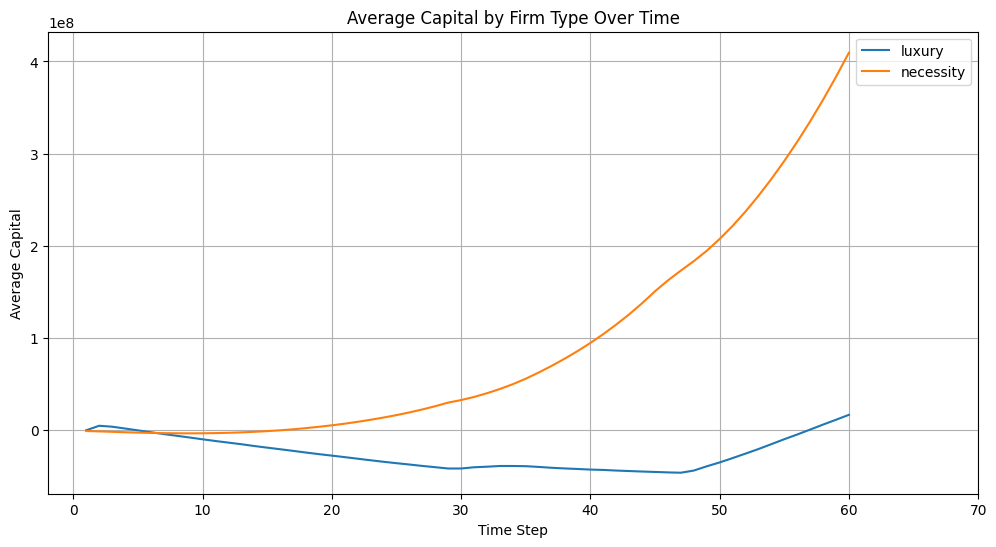 Average Capital by Firm Type Over Time
1e8
luxury
necessity
4
3
2
1
0
Average Capital
0 10 20 30 40 50 60 70
Time Step